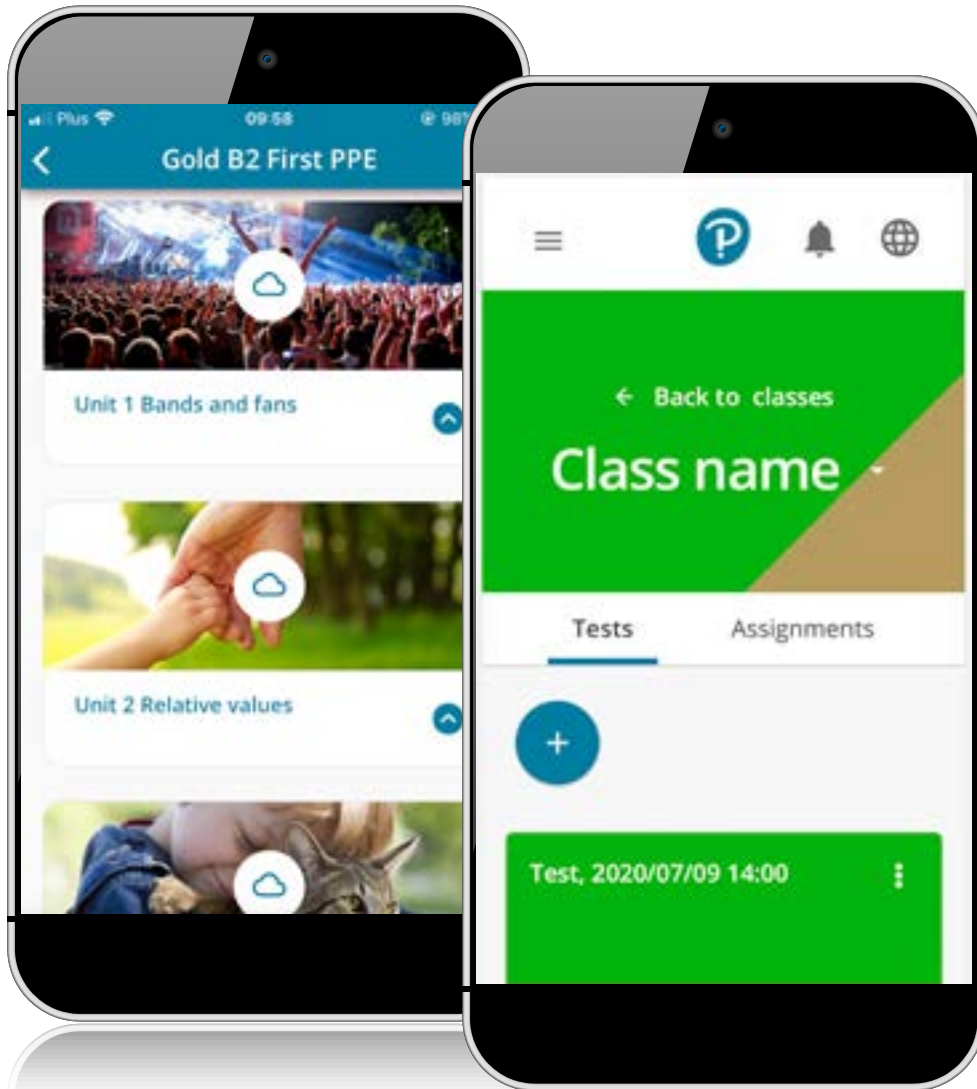 Plus 09:58 98%
Gold B2 First PPE
Unit 1 Bands and fans
Unit 2 Relative values
P
← Back to classes
Class name
Tests Assignments
+
Test, 2020/07/09 14:00